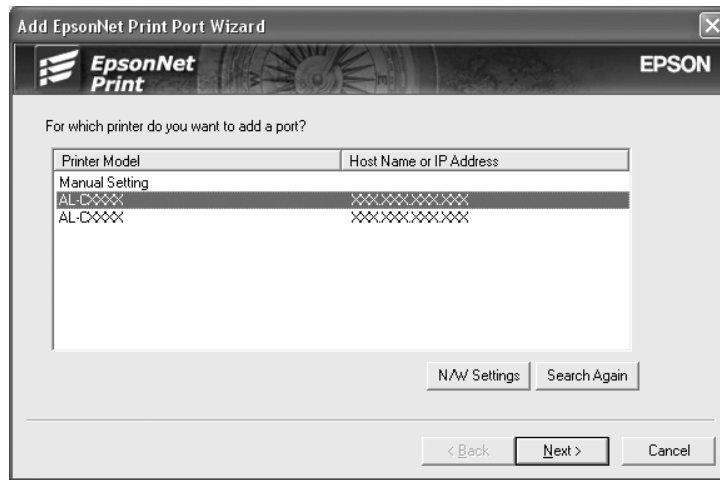 Add EpsonNet Print Port Wizard
EpsonNet
Print
EPSON
For which printer do you want to add a port?
Printer Model Host Name or IP Address
Manual Setting
AL-CXXXX XXX.XXX.XXX.XXX
AL-CXXXX XXX.XXX.XXX.XXX
N/W Settings Search Again
< Back Next > Cancel